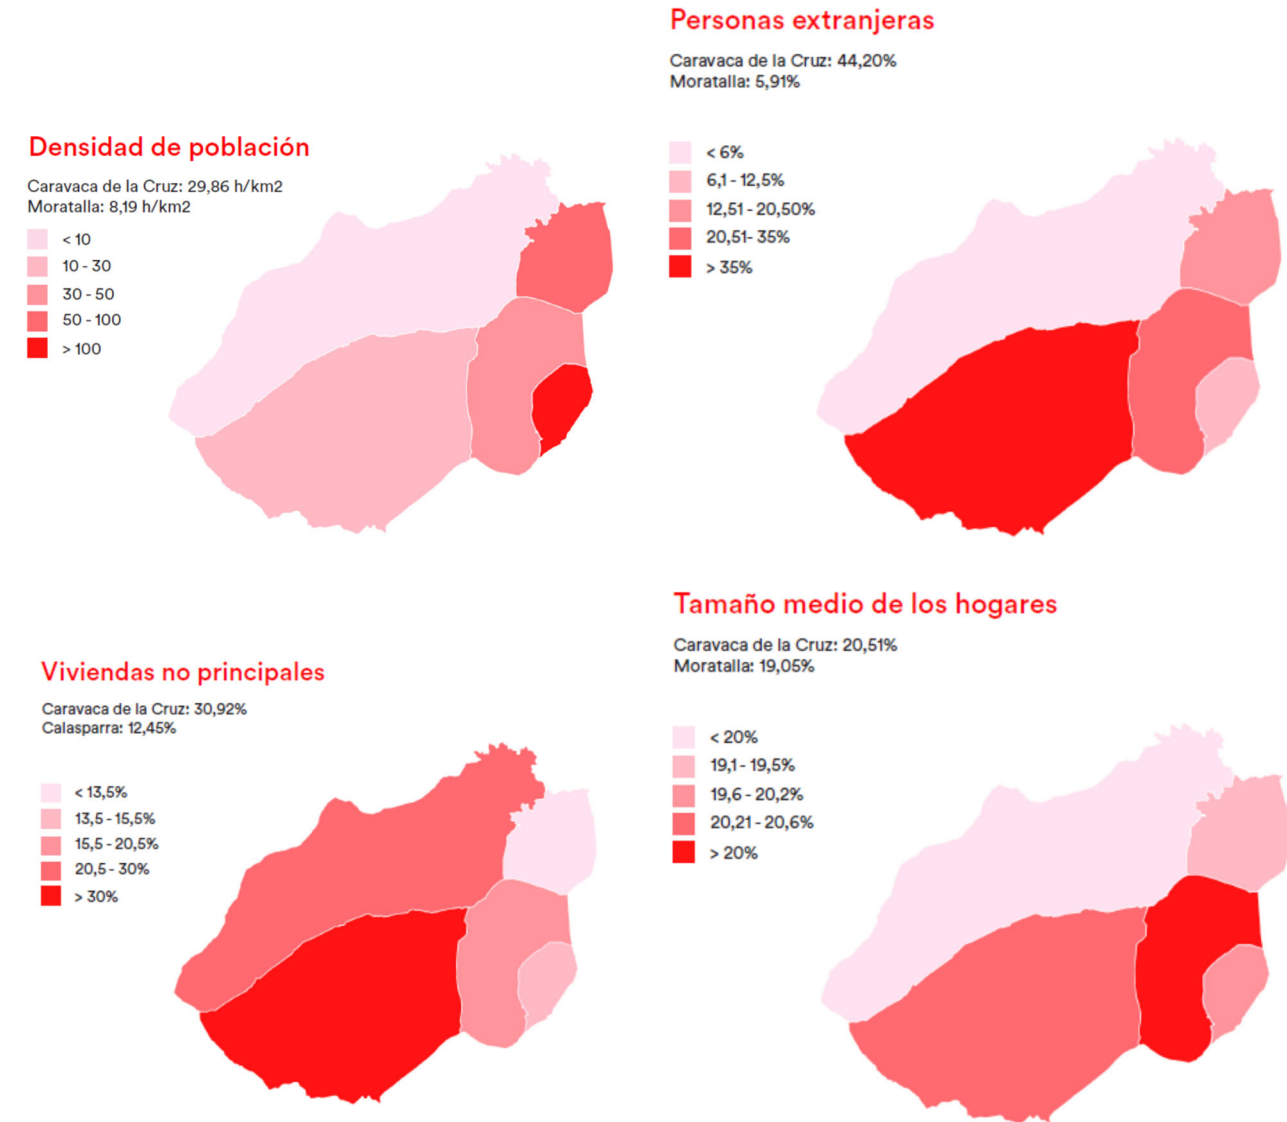 Densidad de población
Caravaca de la Cruz: 29,86 h/km2
Moratalla: 8,19 h/km2
< 10
10 - 30
30 - 50
50 - 100
> 100
Personas extranjeras
Caravaca de la Cruz: 44,20%
Moratalla: 5,91%
< 6%
6,1 - 12,5%
12,51 - 20,50%
20,51- 35%
> 35%
Viviendas no principales
Caravaca de la Cruz: 30,92%
Calasparra: 12,45%
< 13,5%
13,5 - 15,5%
15,5 - 20,5%
20,5 - 30%
> 30%
Tamaño medio de los hogares
Caravaca de la Cruz: 20,51%
Moratalla: 19,05%
< 20%
19,1 - 19,5%
19,6 - 20,2%
20,21 - 20,6%
> 20%